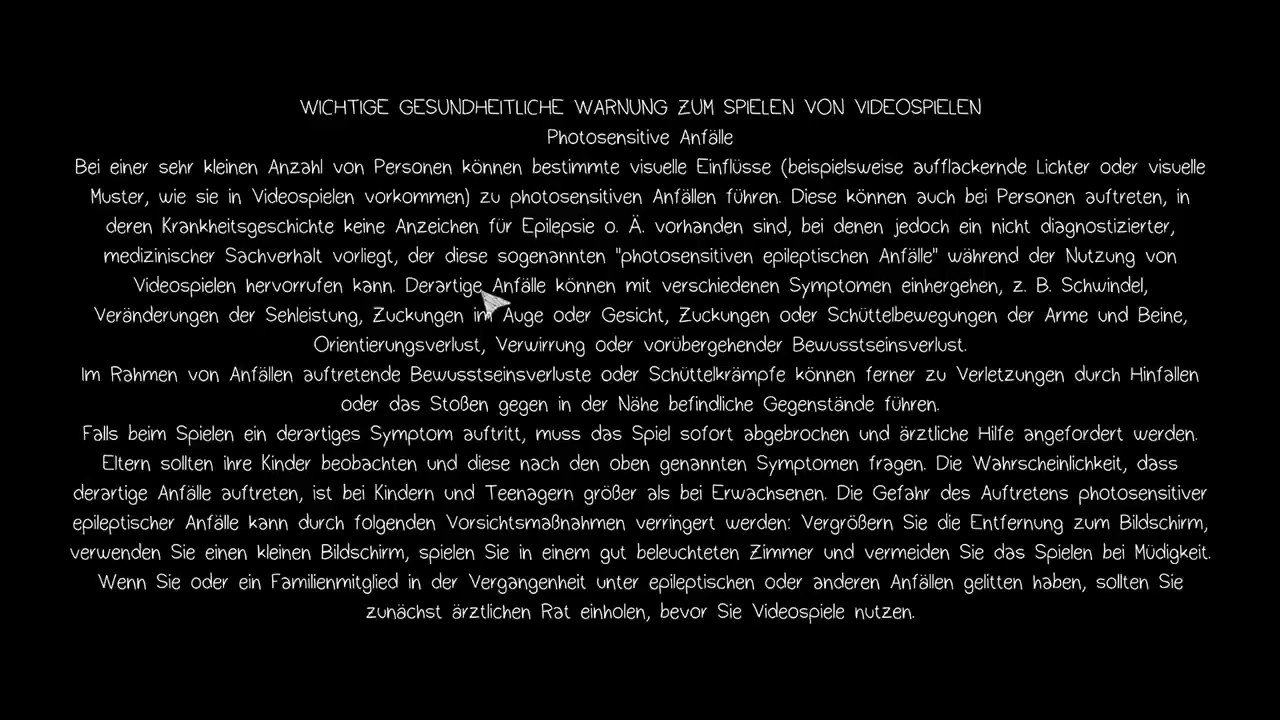 WICHTIGE GESUNDHEITLICHE WARNUNG ZUM SPIELEN VON VIDEOSPIELEN
Photosensitive Anfälle
Bei einer sehr kleinen Anzahl von Personen können bestimmte visuelle Einflüsse (beispielsweise aufflackernde Lichter oder visuelle
Muster, wie sie in Videospielen vorkommen) zu photosensitiven Anfällen führen. Diese können auch bei Personen auftreten, in
deren Krankheitsgeschichte keine Anzeichen für Epilepsie o. Ä. vorhanden sind, bei denen jedoch ein nicht diagnostizierter,
medizinischer Sachverhalt vorliegt, der diese sogenannten "photosensitiven epileptischen Anfälle" während der Nutzung von
Videospielen hervorrufen kann. Derartige Anfälle können mit verschiedenen Symptomen einhergehen, z. B. Schwindel,
Veränderungen der Sehleistung, Zuckungen im Auge oder Gesicht, Zuckungen oder Schüttelbewegungen der Arme und Beine,
Orientierungsverlust, Verwirrung oder vorübergehender Bewusstseinsverlust.
Im Rahmen von Anfällen auftretende Bewusstseinsverluste oder Schüttelkrämpfe können ferner zu Verletzungen durch Hinfallen
oder das Stoßen gegen in der Nähe befindliche Gegenstände führen.
Falls beim Spielen ein derartiges Symptom auftritt, muss das Spiel sofort abgebrochen und ärztliche Hilfe angefordert werden.
Eltern sollten ihre Kinder beobachten und diese nach den oben genannten Symptomen fragen. Die Wahrscheinlichkeit, dass
derartige Anfälle auftreten, ist bei Kindern und Teenagern größer als bei Erwachsenen. Die Gefahr des Auftretens photosensitiver
epileptischer Anfälle kann durch folgenden Vorsichtsmaßnahmen verringert werden: Vergrößern Sie die Entfernung zum Bildschirm,
verwenden Sie einen kleinen Bildschirm, spielen Sie in einem gut beleuchteten Zimmer und vermeiden Sie das Spielen bei Müdigkeit.
Wenn Sie oder ein Familienmitglied in der Vergangenheit unter epileptischen oder anderen Anfällen gelitten haben, sollten Sie
zunächst ärztlichen Rat einholen, bevor Sie Videospiele nutzen.